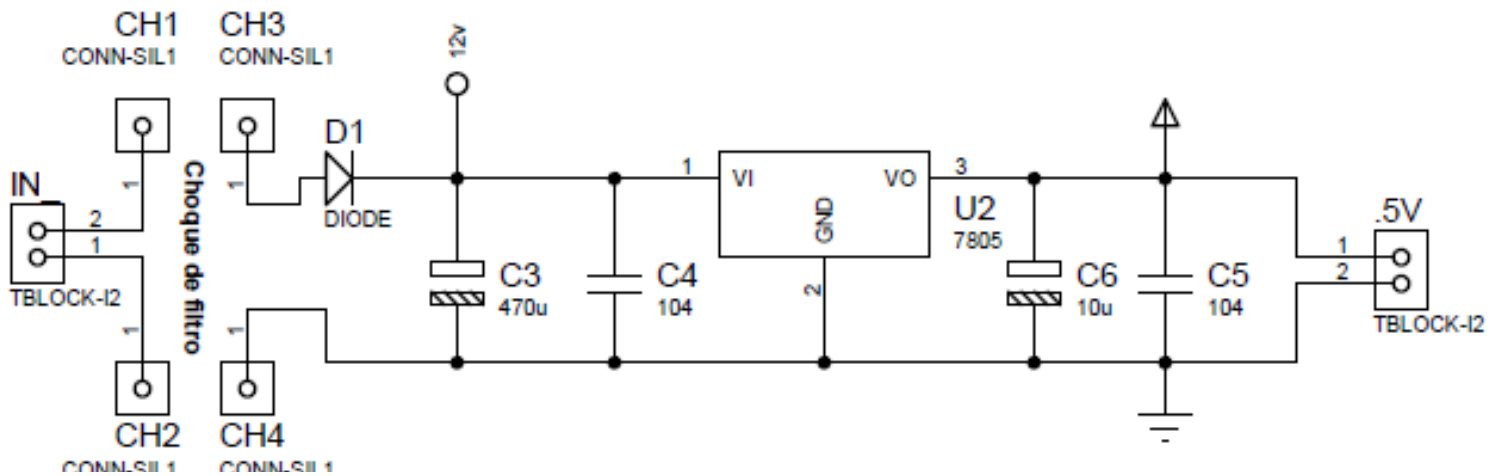 CH1
CONN-SIL1
CH3
CONN-SIL1
12v
1
1
Choque de filtro
IN_
2
1
TBLOCK-I2
1
1
CH2
CONN-SIL1
CH4
CONN-SIL1
D1
DIODE
C3
470u
C4
104
1
VI
VO
GND
2
3
U2
7805
C6
10u
C5
104
.5V
1
2
TBLOCK-I2